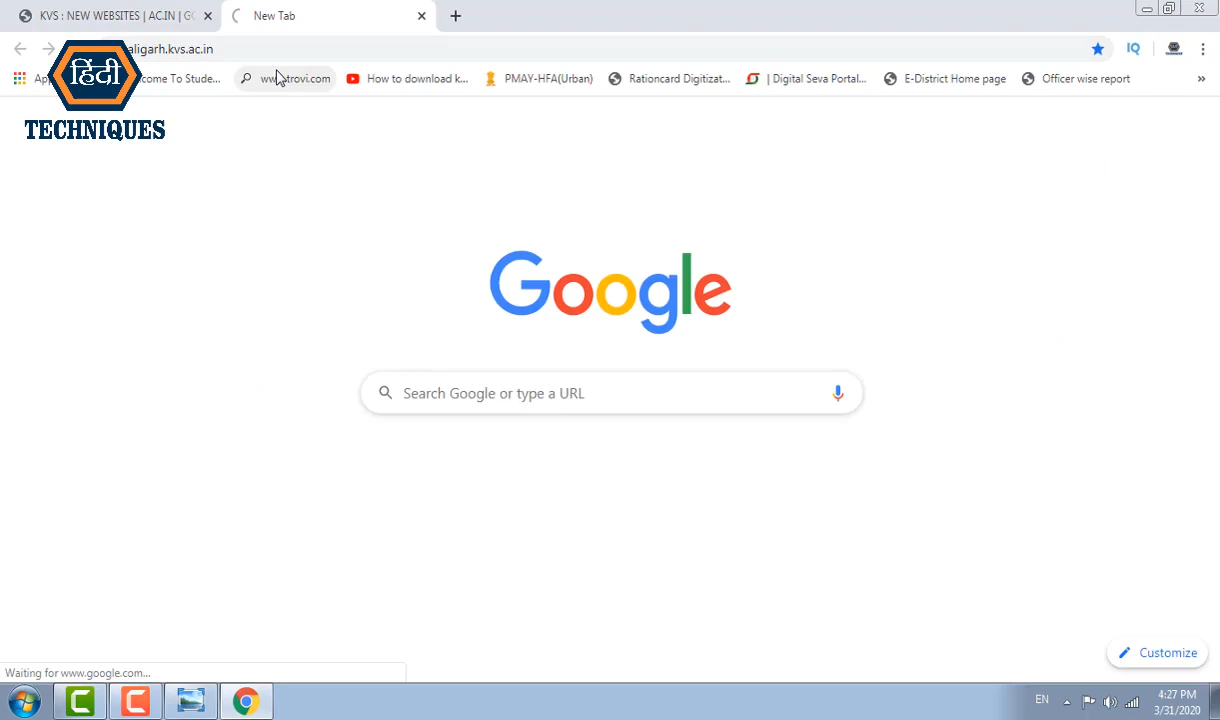 KVS : NEW WEBSITES | AC.IN | G
New Tab
aligarh.kvs.ac.in
IQ
हिंदी
TECHNIQUES
Ap
come To Stude...
www.trovi.com
How to download k...
PMAY-HFA(Urban)
Rationcard Digitizat...
| Digital Seva Portal...
E-District Home page
Officer wise report
»
Google
Search Google or type a URL
Customize
Waiting for www.google.com...
EN
4:27 PM
3/31/2020